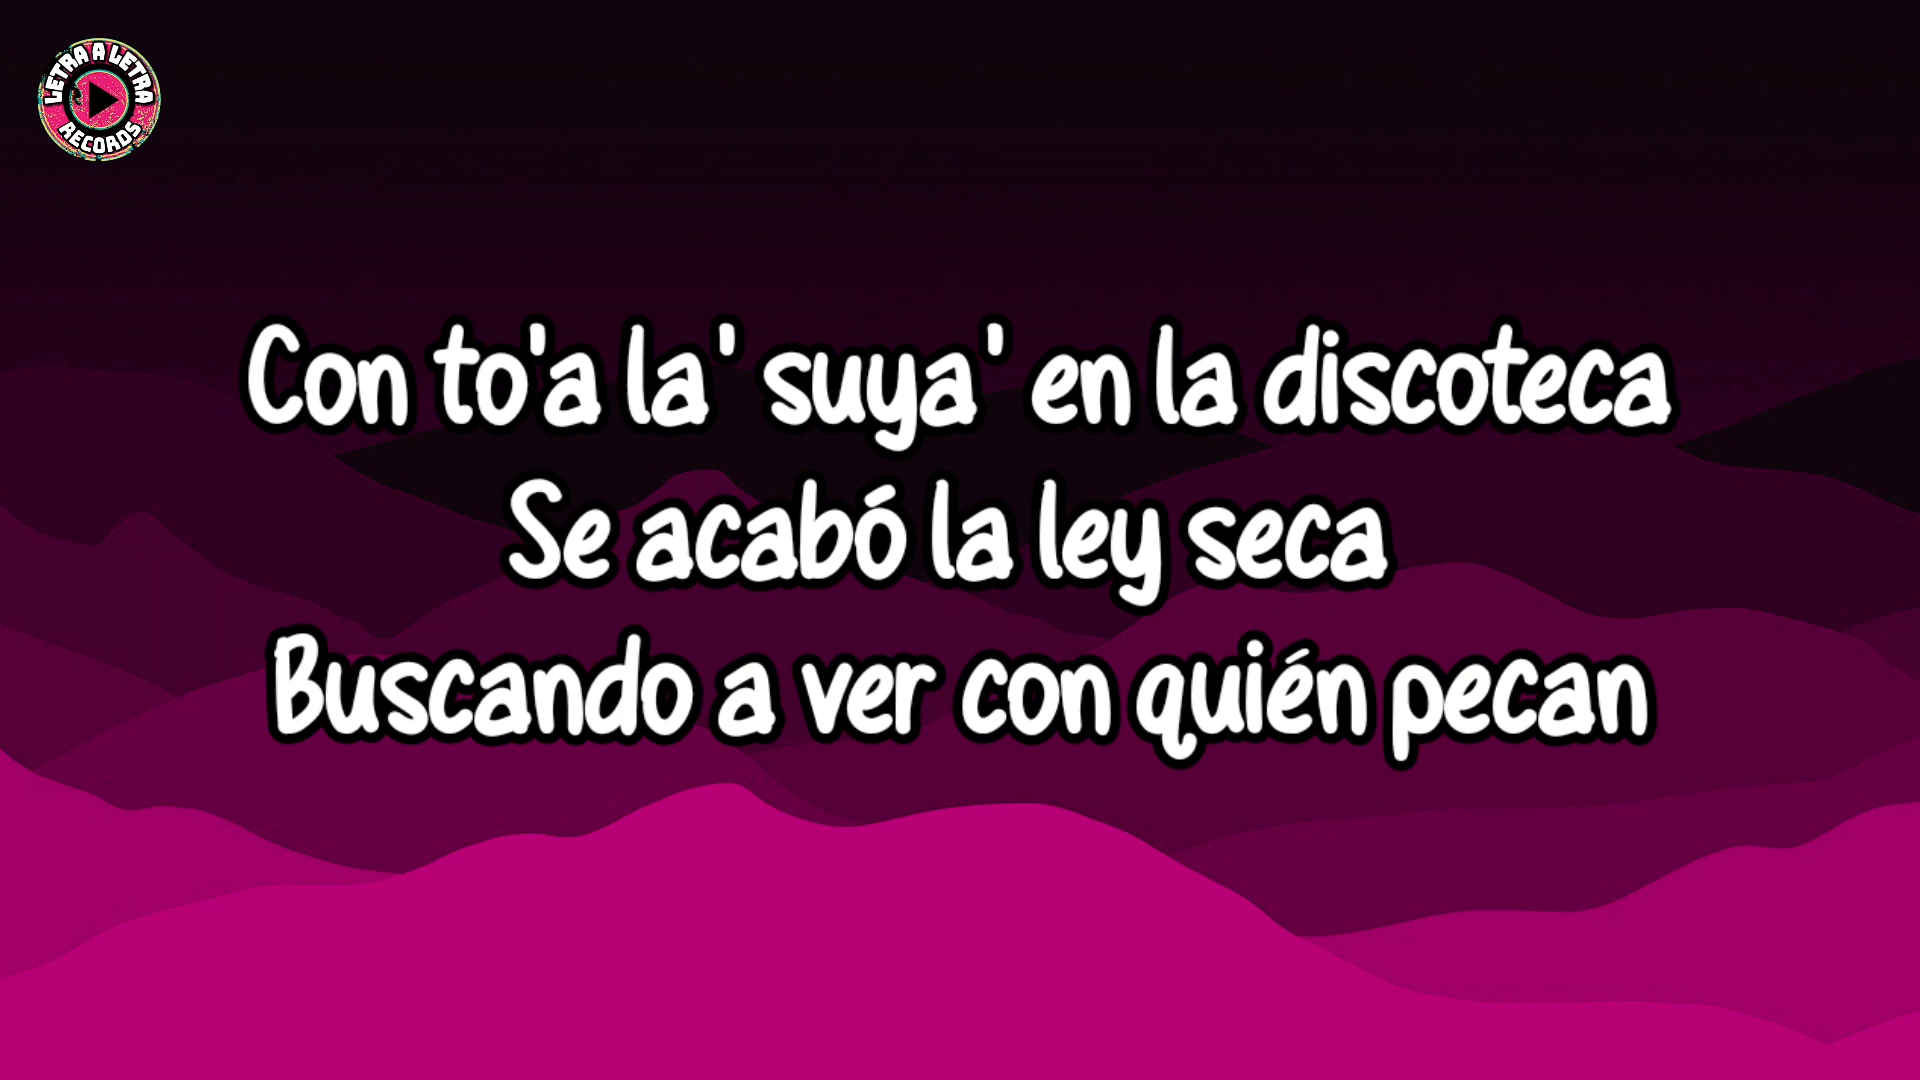 LETRA A LETRA
RECORDS
Con to'a la' suya' en la discoteca
Se acabó la ley seca
Buscando a ver con quién pecan